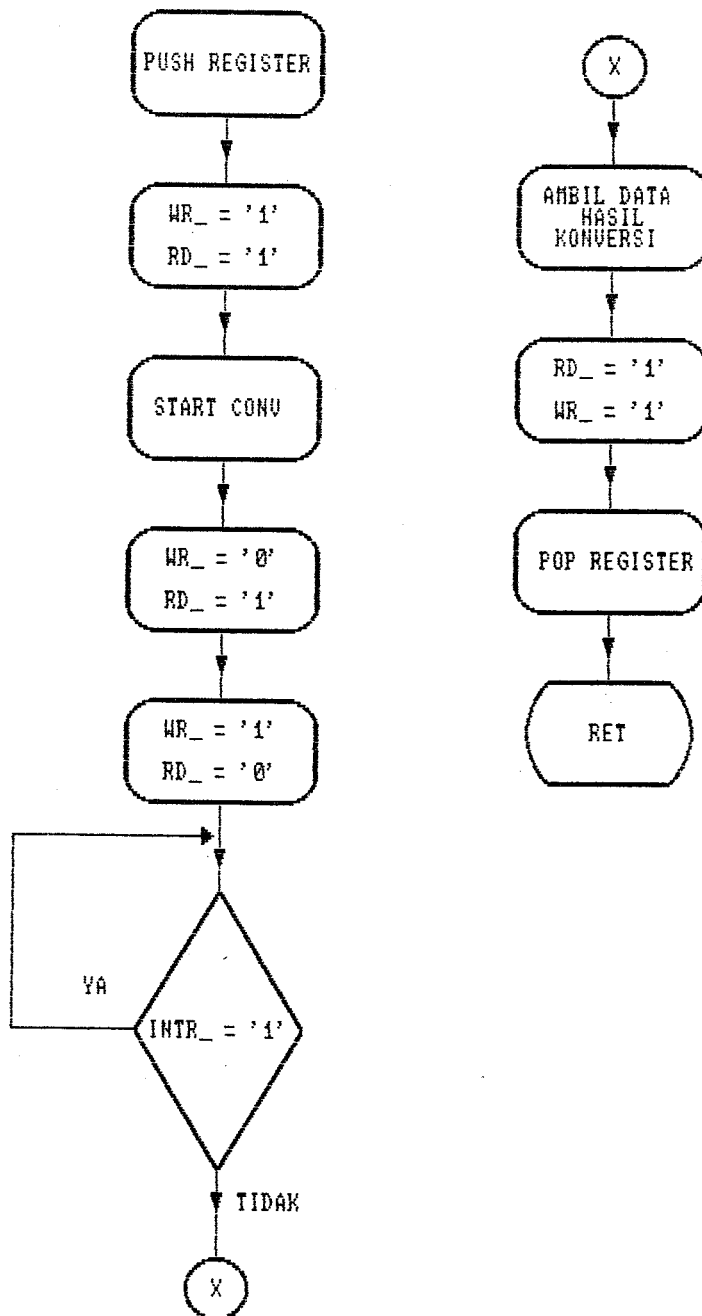 PUSH REGISTER
WR_ = '1'
RD_ = '1'
START CONV
WR_ = '0'
RD_ = '1'
WR_ = '1'
RD_ = '0'
YA
INTR_ = '1'
TIDAK
X
X
AMBIL DATA
HASIL
KONVERSI
RD_ = '1'
WR_ = '1'
POP REGISTER
RET